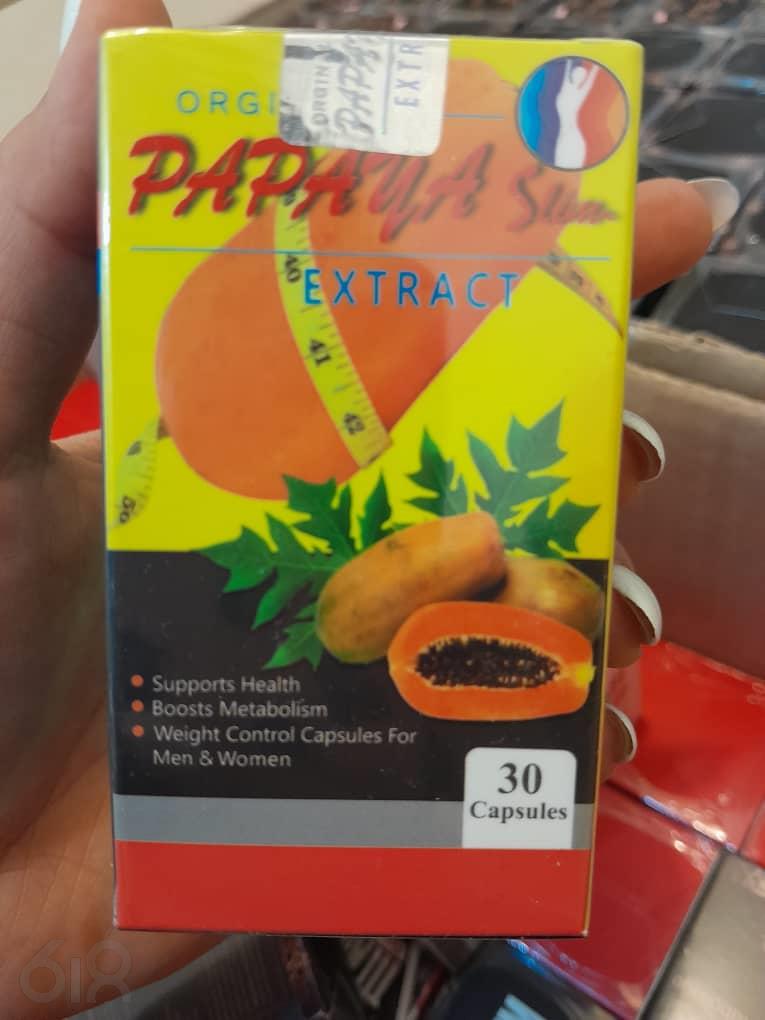 ORGI
ORGIN
PAPA
EXTR
PAPAYA Slim
EXTRACT
40
41
42
50
Supports Health
Boosts Metabolism
Weight Control Capsules For
Men & Women
30
Capsules
618